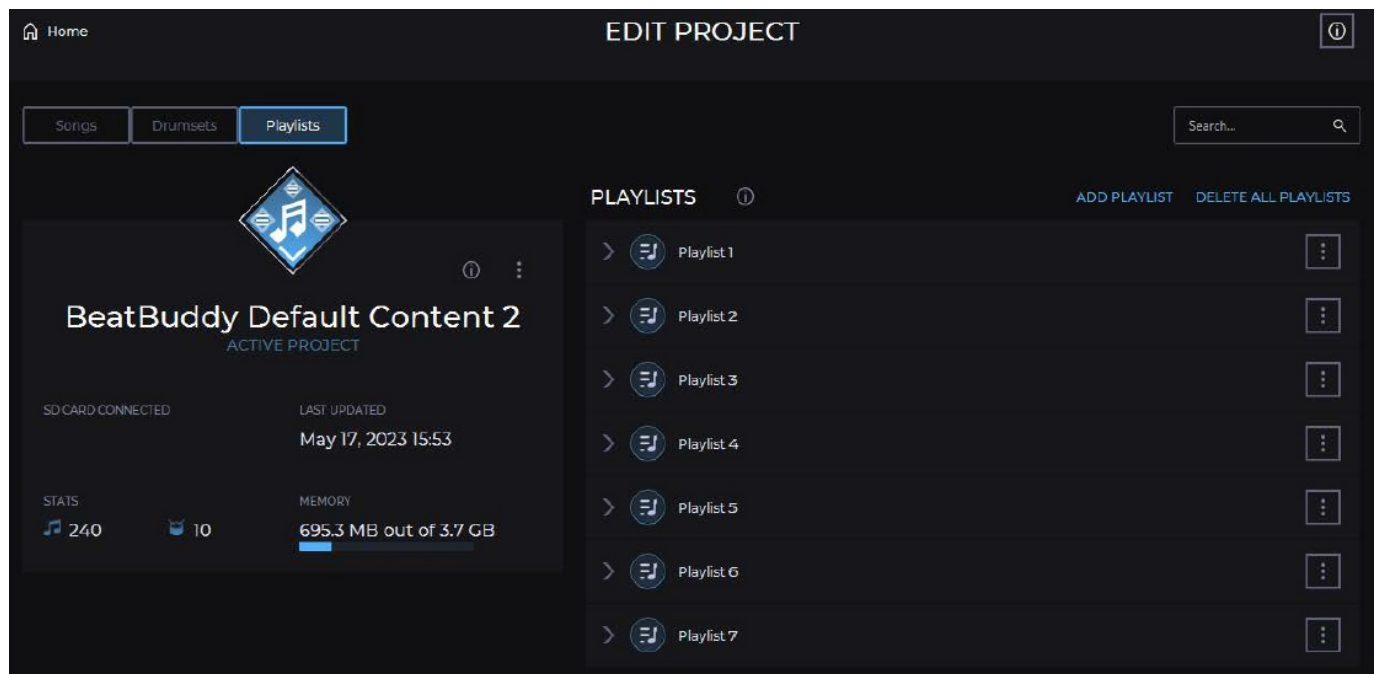 Home
EDIT PROJECT
Songs
Drumsets
Playlists
Search...
BeatBuddy Default Content 2
ACTIVE PROJECT
SD CARD CONNECTED
LAST UPDATED
May 17, 2023 15:53
STATS
240
10
MEMORY
695.3 MB out of 3.7 GB
PLAYLISTS
ADD PLAYLIST
DELETE ALL PLAYLISTS
Playlist 1
Playlist 2
Playlist 3
Playlist 4
Playlist 5
Playlist 6
Playlist 7